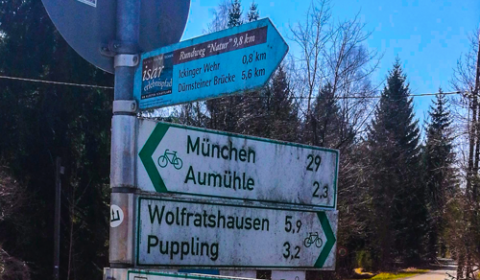 Rundweg "Natur" 9,8 km
isar
Ickinger Wehr 0,8 km
Dürnsteiner Brücke 5,6 km
München 29
Aumühle 2,3
Wolfratshausen 5,9
Puppling 3,2